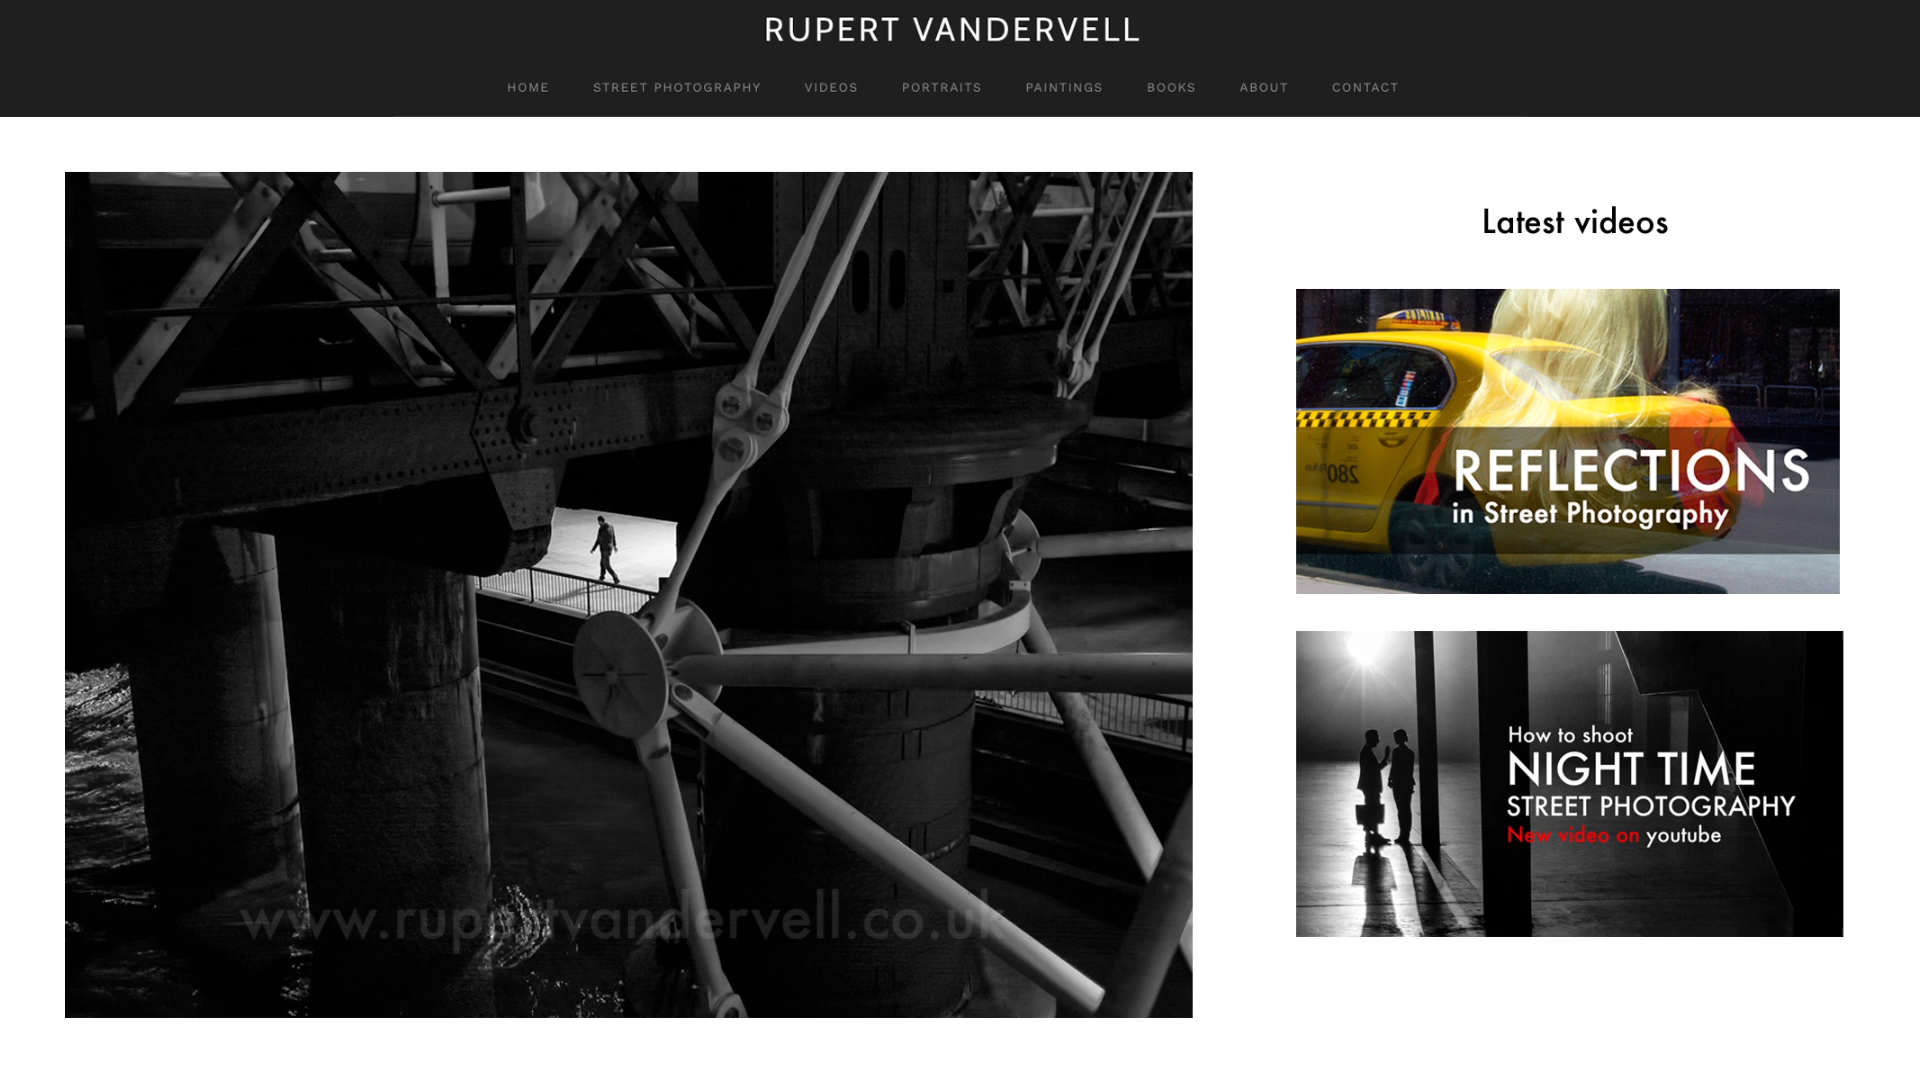 RUPERT VANDERVELL
HOME STREET PHOTOGRAPHY VIDEOS PORTRAITS PAINTINGS BOOKS ABOUT CONTACT
www.rupertvandervell.co.uk
Latest videos
280
REFLECTIONS
in Street Photography
How to shoot
NIGHT TIME
STREET PHOTOGRAPHY
New video on youtube